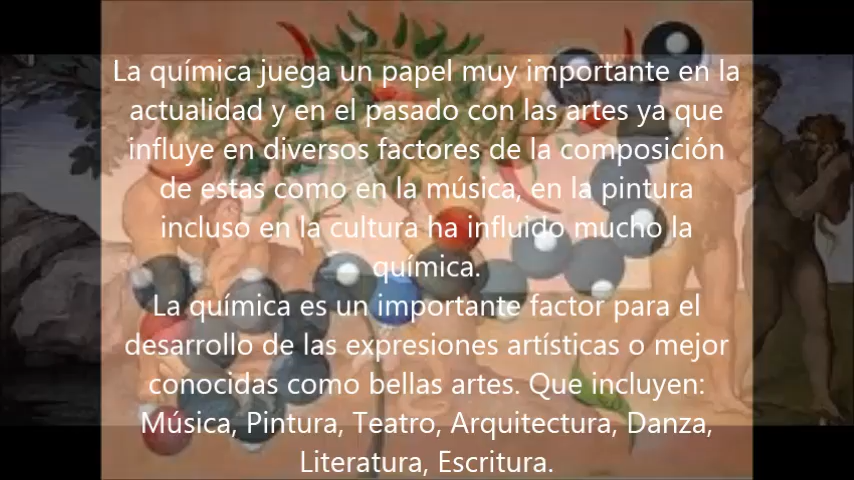 La química juega un papel muy importante en la
actualidad y en el pasado con las artes ya que
influye en diversos factores de la composición
de estas como en la música, en la pintura
incluso en la cultura ha influido mucho la
química.
La química es un importante factor para el
desarrollo de las expresiones artísticas o mejor
conocidas como bellas artes. Que incluyen:
Música, Pintura, Teatro, Arquitectura, Danza,
Literatura, Escritura.